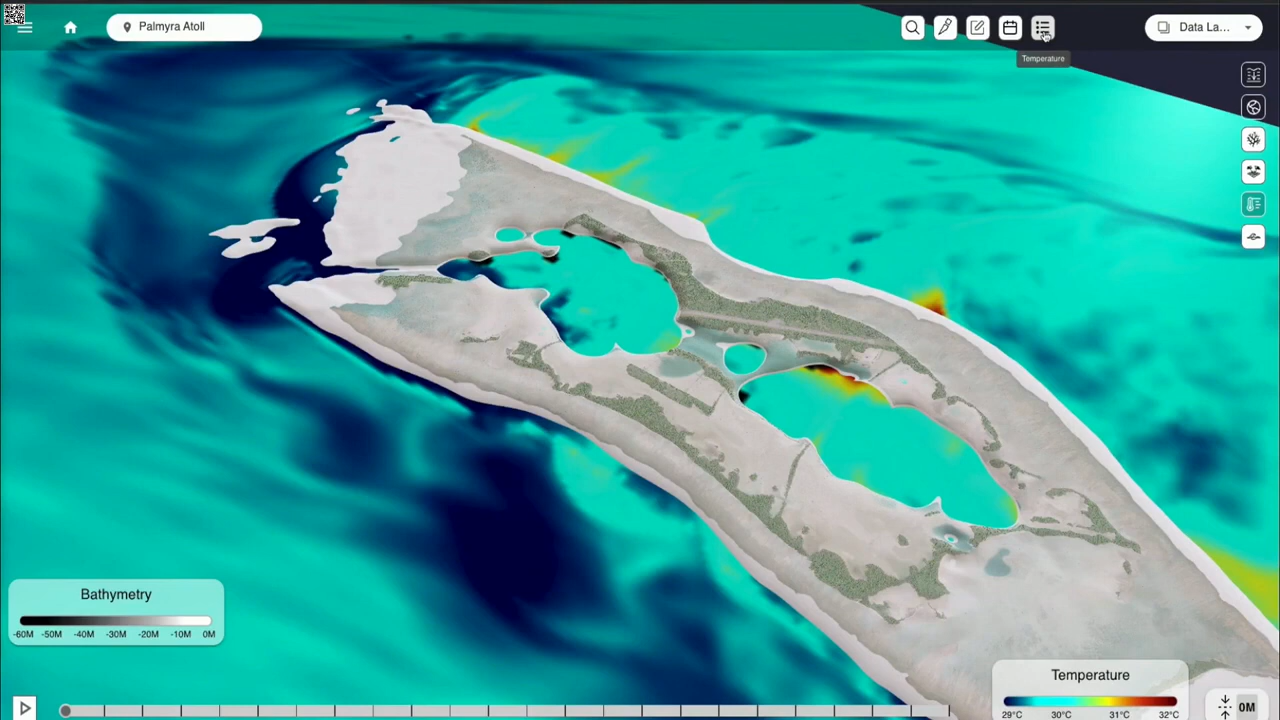 Palmyra Atoll
Data La...
Temperature
Bathymetry
-60M -50M -40M -30M -20M -10M 0M
Temperature
29°C 30°C 31°C 32°C
0M